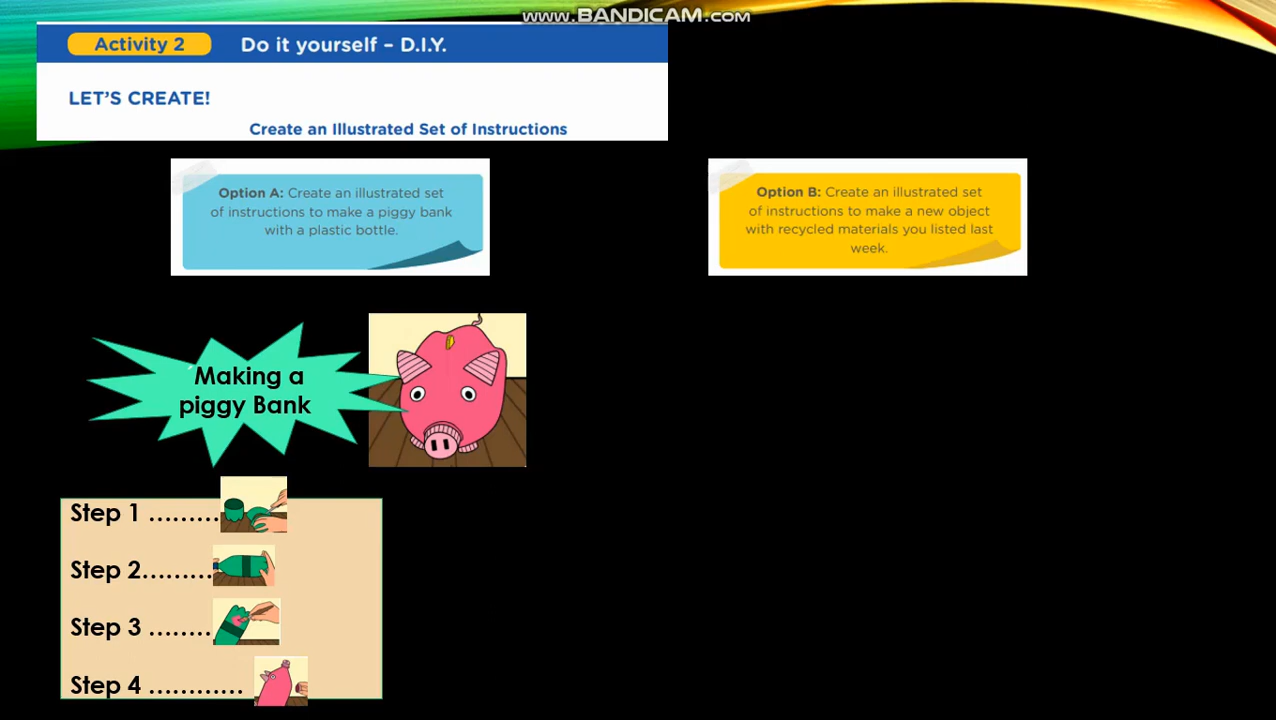 www.BANDICAM.com
Activity 2 Do it yourself – D.I.Y.
LET'S CREATE!
Create an Illustrated Set of Instructions
Option A: Create an illustrated set
of instructions to make a piggy bank
with a plastic bottle.
Option B: Create an illustrated set
of instructions to make a new object
with recycled materials you listed last
week.
Making a
piggy Bank
Step 1 .........
Step 2.........
Step 3 ........
Step 4 ............